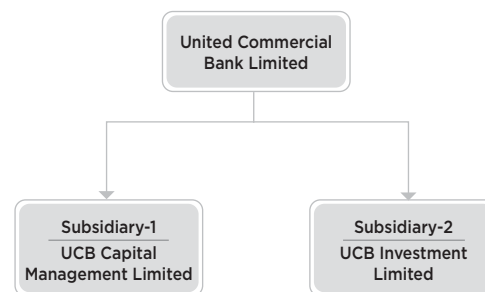 United Commercial
Bank Limited
Subsidiary-1
UCB Capital
Management Limited
Subsidiary-2
UCB Investment
Limited